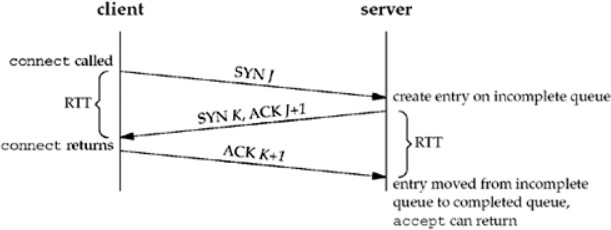 client server
connect called
SYN J
RTT
create entry on incomplete queue
SYN K, ACK J+1
connect returns
RTT
ACK K+1
entry moved from incomplete
queue to completed queue,
accept can return